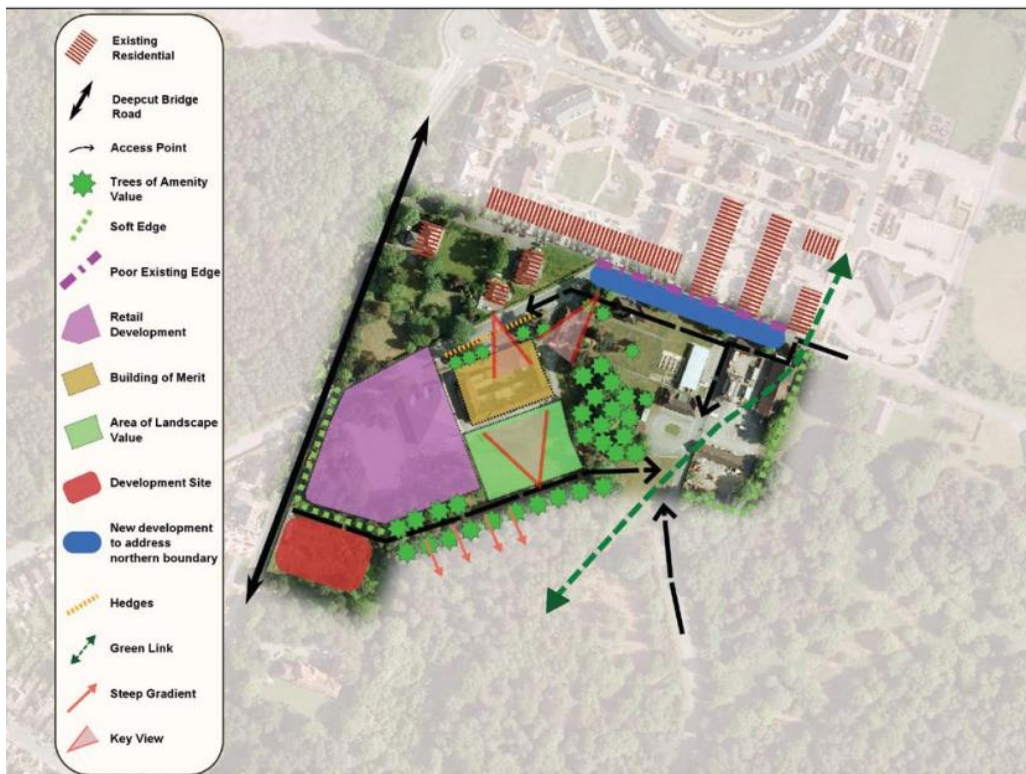 Existing
Residential
Deepcut Bridge
Road
Access Point
Trees of Amenity
Value
Soft Edge
Poor Existing Edge
Retail
Development
Building of Merit
Area of Landscape
Value
Development Site
New development
to address
northern boundary
Hedges
Green Link
Steep Gradient
Key View